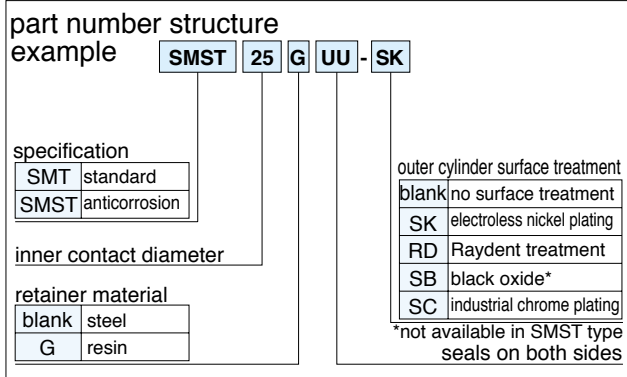 part number structure
example
SMST 25 G UU - SK
specification
SMT standard
SMST anticorrosion
inner contact diameter
retainer material
blank steel
G resin
outer cylinder surface treatment
blank no surface treatment
SK electroless nickel plating
RD Raydent treatment
SB black oxide*
SC industrial chrome plating
*not available in SMST type
seals on both sides